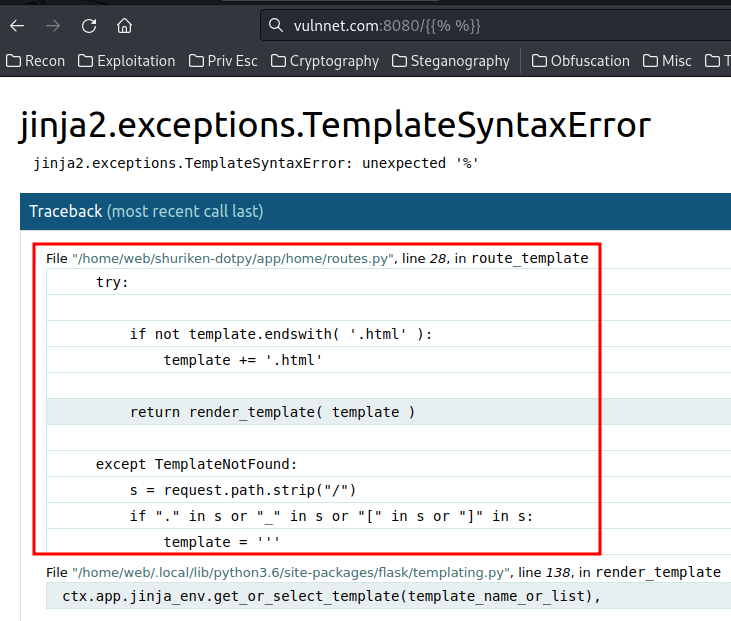 vulnnet.com:8080/{{% %}}
Recon Exploitation Priv Esc Cryptography Steganography Obfuscation Misc T
jinja2.exceptions.TemplateSyntaxError
jinja2.exceptions.TemplateSyntaxError: unexpected '%'
Traceback (most recent call last)
File "/home/web/shuriken-dotpy/app/home/routes.py", line 28, in route_template
try:
if not template.endswith( '.html' ):
template += '.html'
return render_template( template )
except TemplateNotFound:
s = request.path.strip("/")
if "." in s or "_" in s or "[" in s or "]" in s:
template = '''
File "/home/web/.local/lib/python3.6/site-packages/flask/templating.py", line 138, in render_template
ctx.app.jinja_env.get_or_select_template(template_name_or_list),